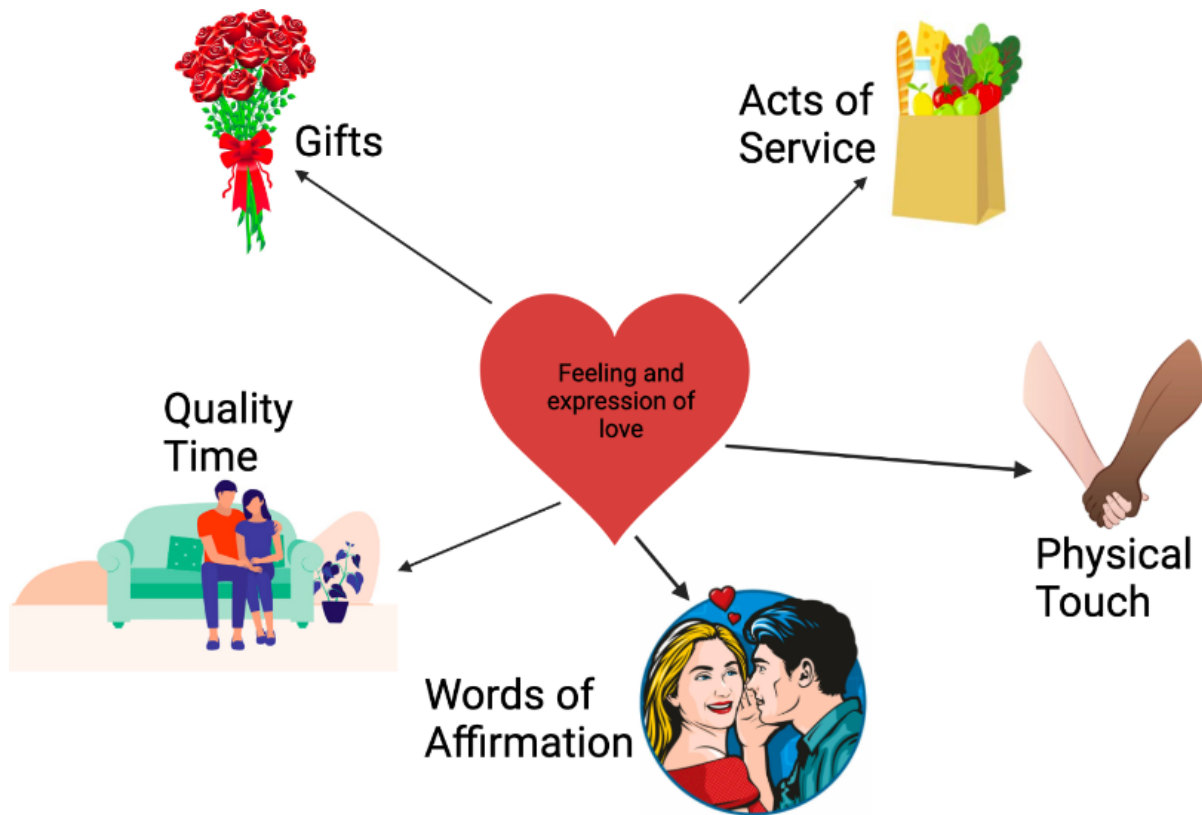 Gifts
Acts of
Service
Feeling and
expression of
love
Quality
Time
Physical
Touch
Words of
Affirmation